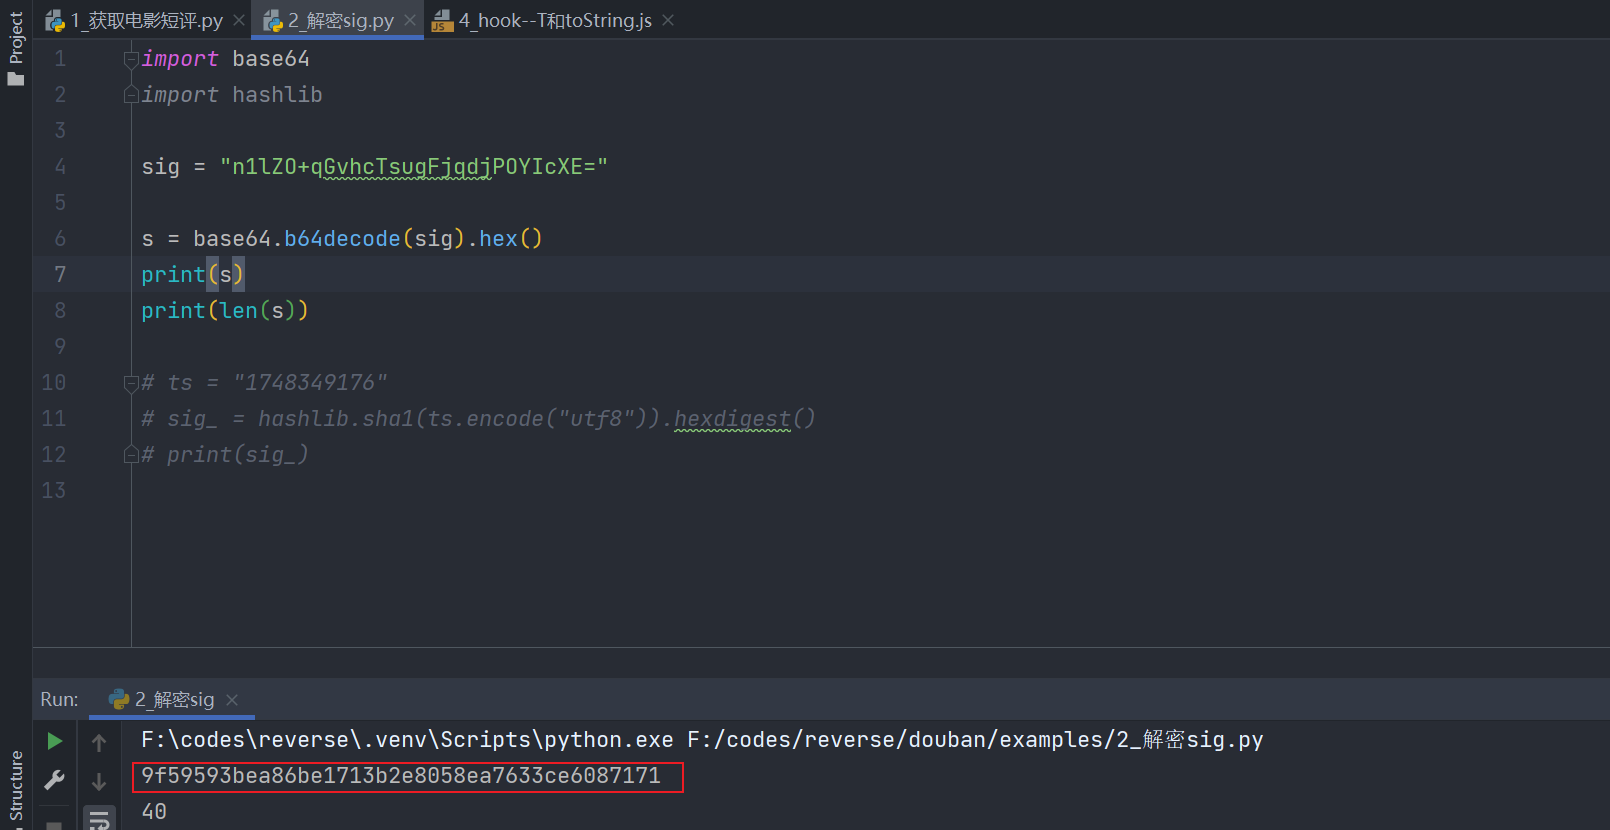 Project
1_获取电影短评.py
2_解密sig.py
4_hook--T和toString.js
1 import base64
2 import hashlib
3
4 sig = "n1lZO+qGvhcTsugFjqdjPOYIcXE="
5
6 s = base64.b64decode(sig).hex()
7 print(s)
8 print(len(s))
9
10 # ts = "1748349176"
11 # sig_ = hashlib.sha1(ts.encode("utf8")).hexdigest()
12 # print(sig_)
13
Run: 2_解密sig
Structure
F:\codes\reverse\.venv\Scripts\python.exe F:/codes/reverse/douban/examples/2_解密sig.py
9f59593bea86be1713b2e8058ea7633ce6087171
40